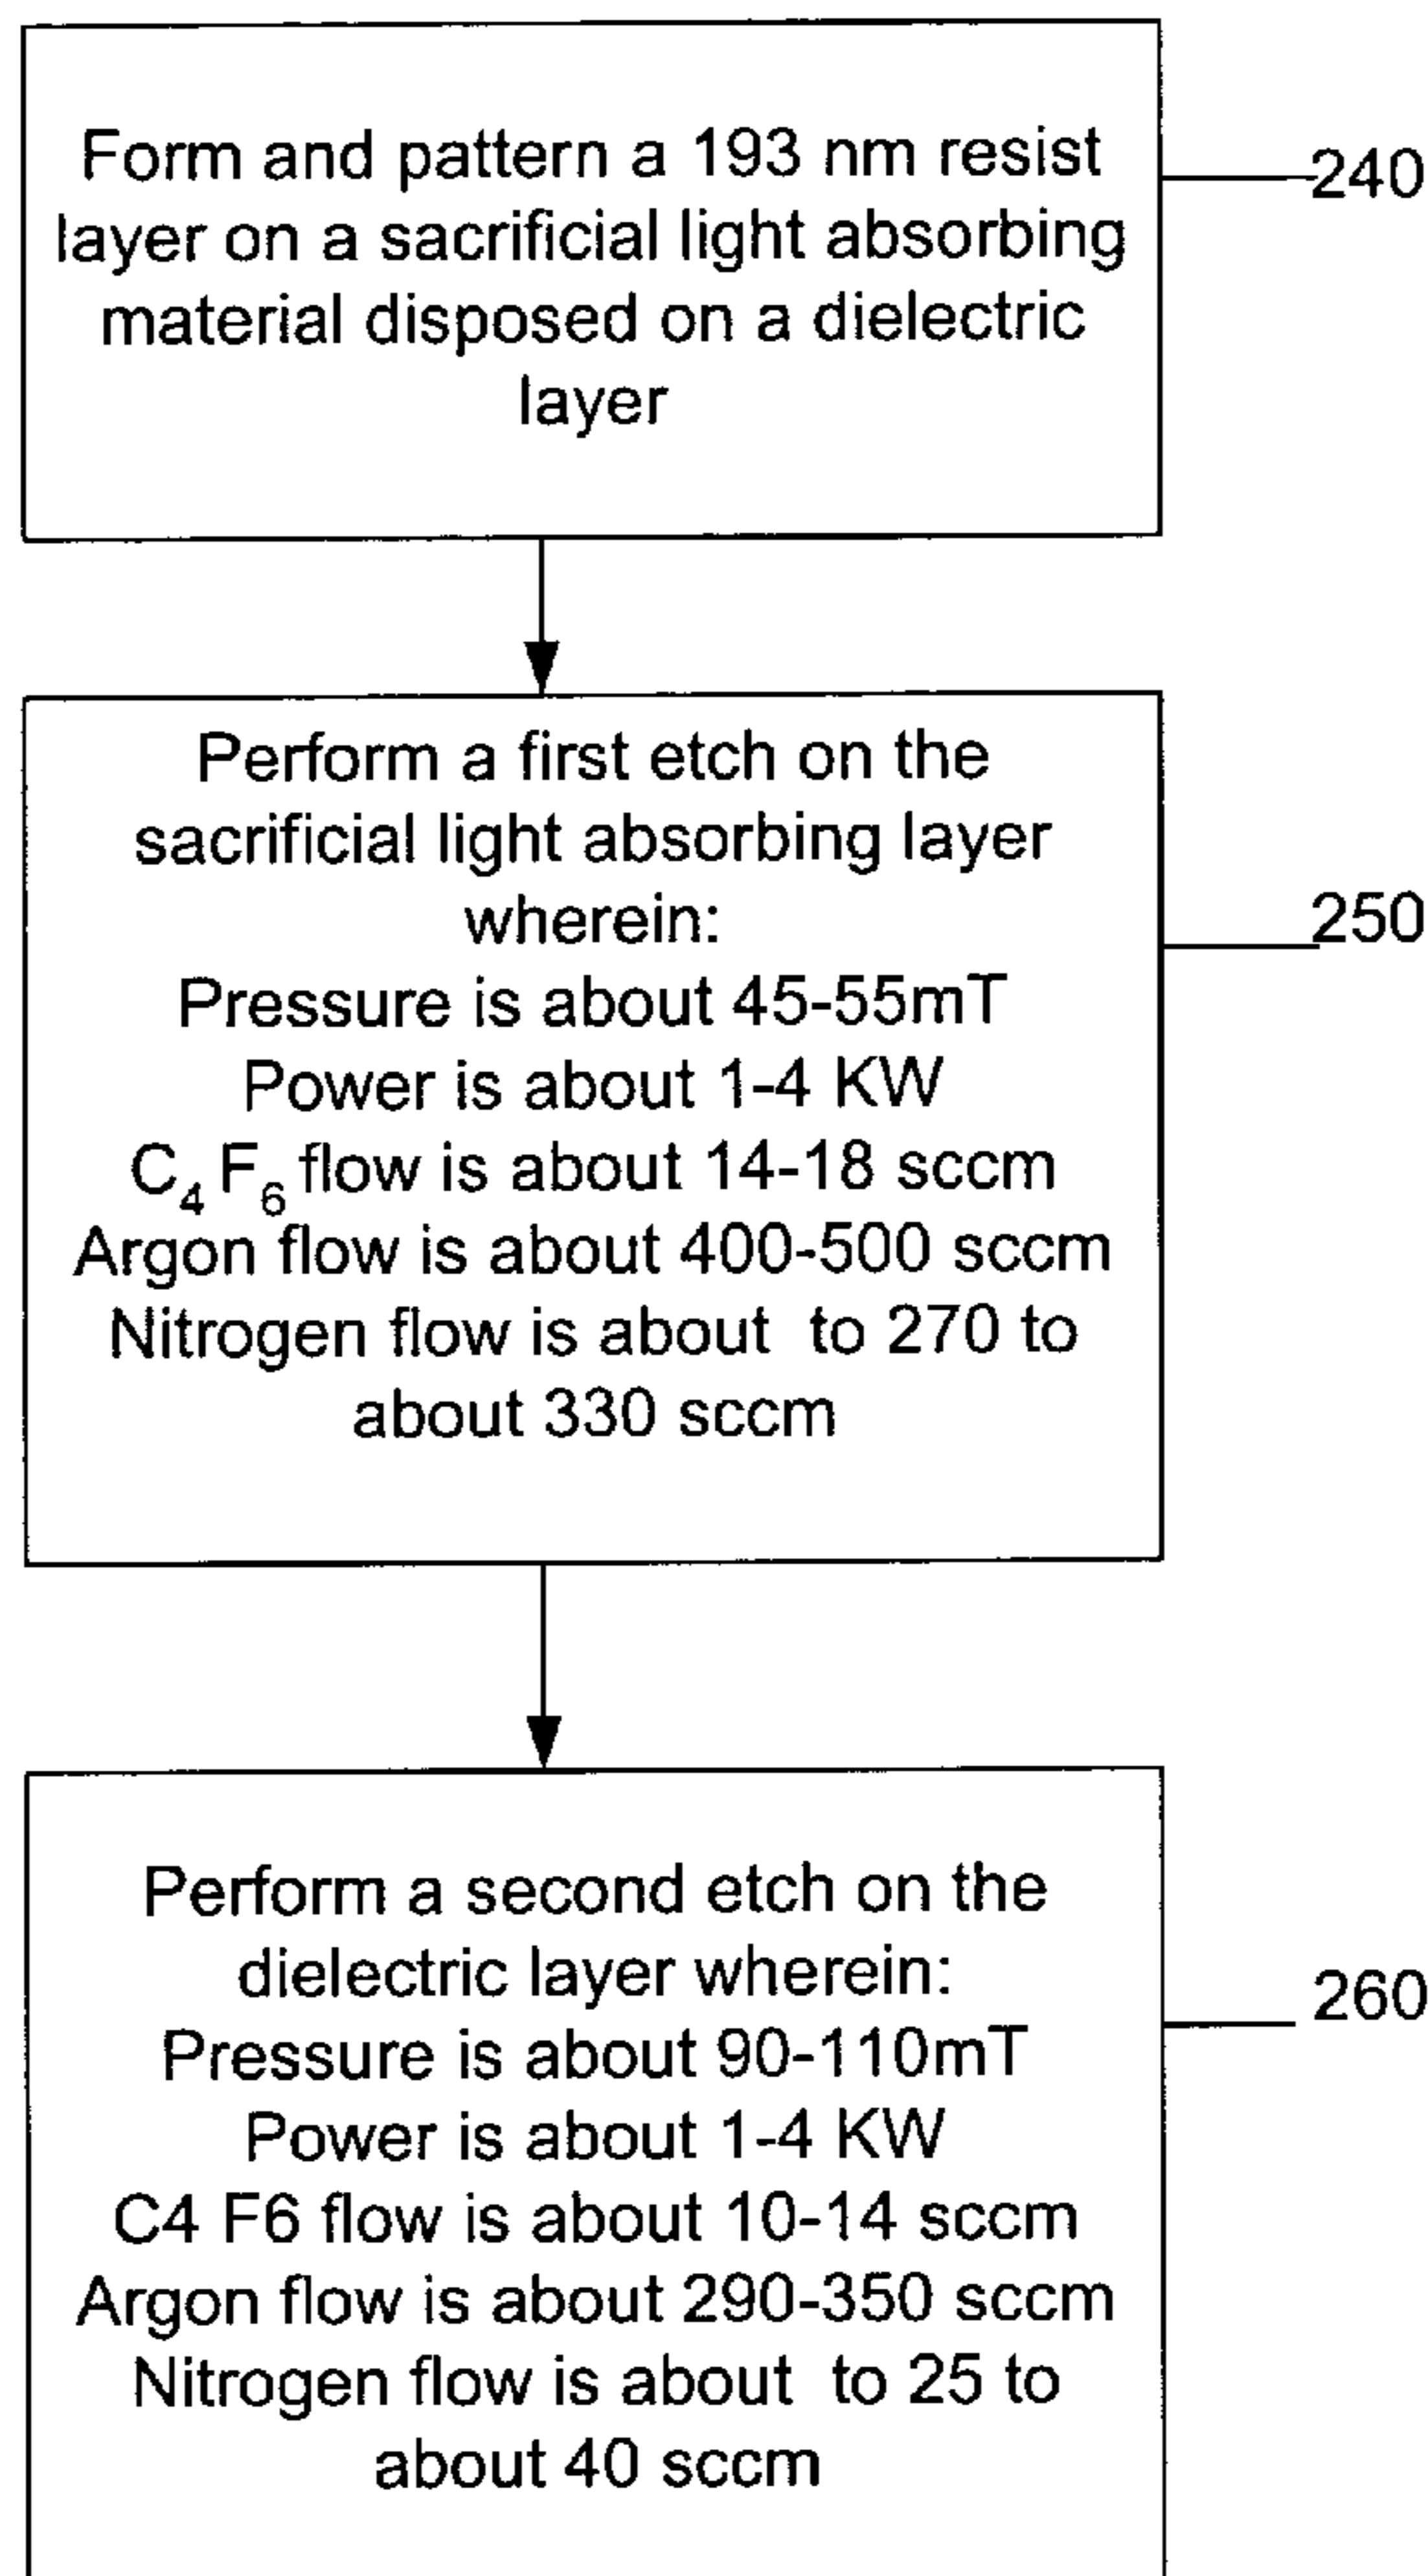 Form and pattern a 193 nm resist
layer on a sacrificial light absorbing
material disposed on a dielectric
layer
240
Perform a first etch on the
sacrificial light absorbing layer
wherein:
Pressure is about 45-55mT
Power is about 1-4 KW
C₄ F₆ flow is about 14-18 sccm
Argon flow is about 400-500 sccm
Nitrogen flow is about to 270 to
about 330 sccm
250
Perform a second etch on the
dielectric layer wherein:
Pressure is about 90-110mT
Power is about 1-4 KW
C4 F6 flow is about 10-14 sccm
Argon flow is about 290-350 sccm
Nitrogen flow is about to 25 to
about 40 sccm
260